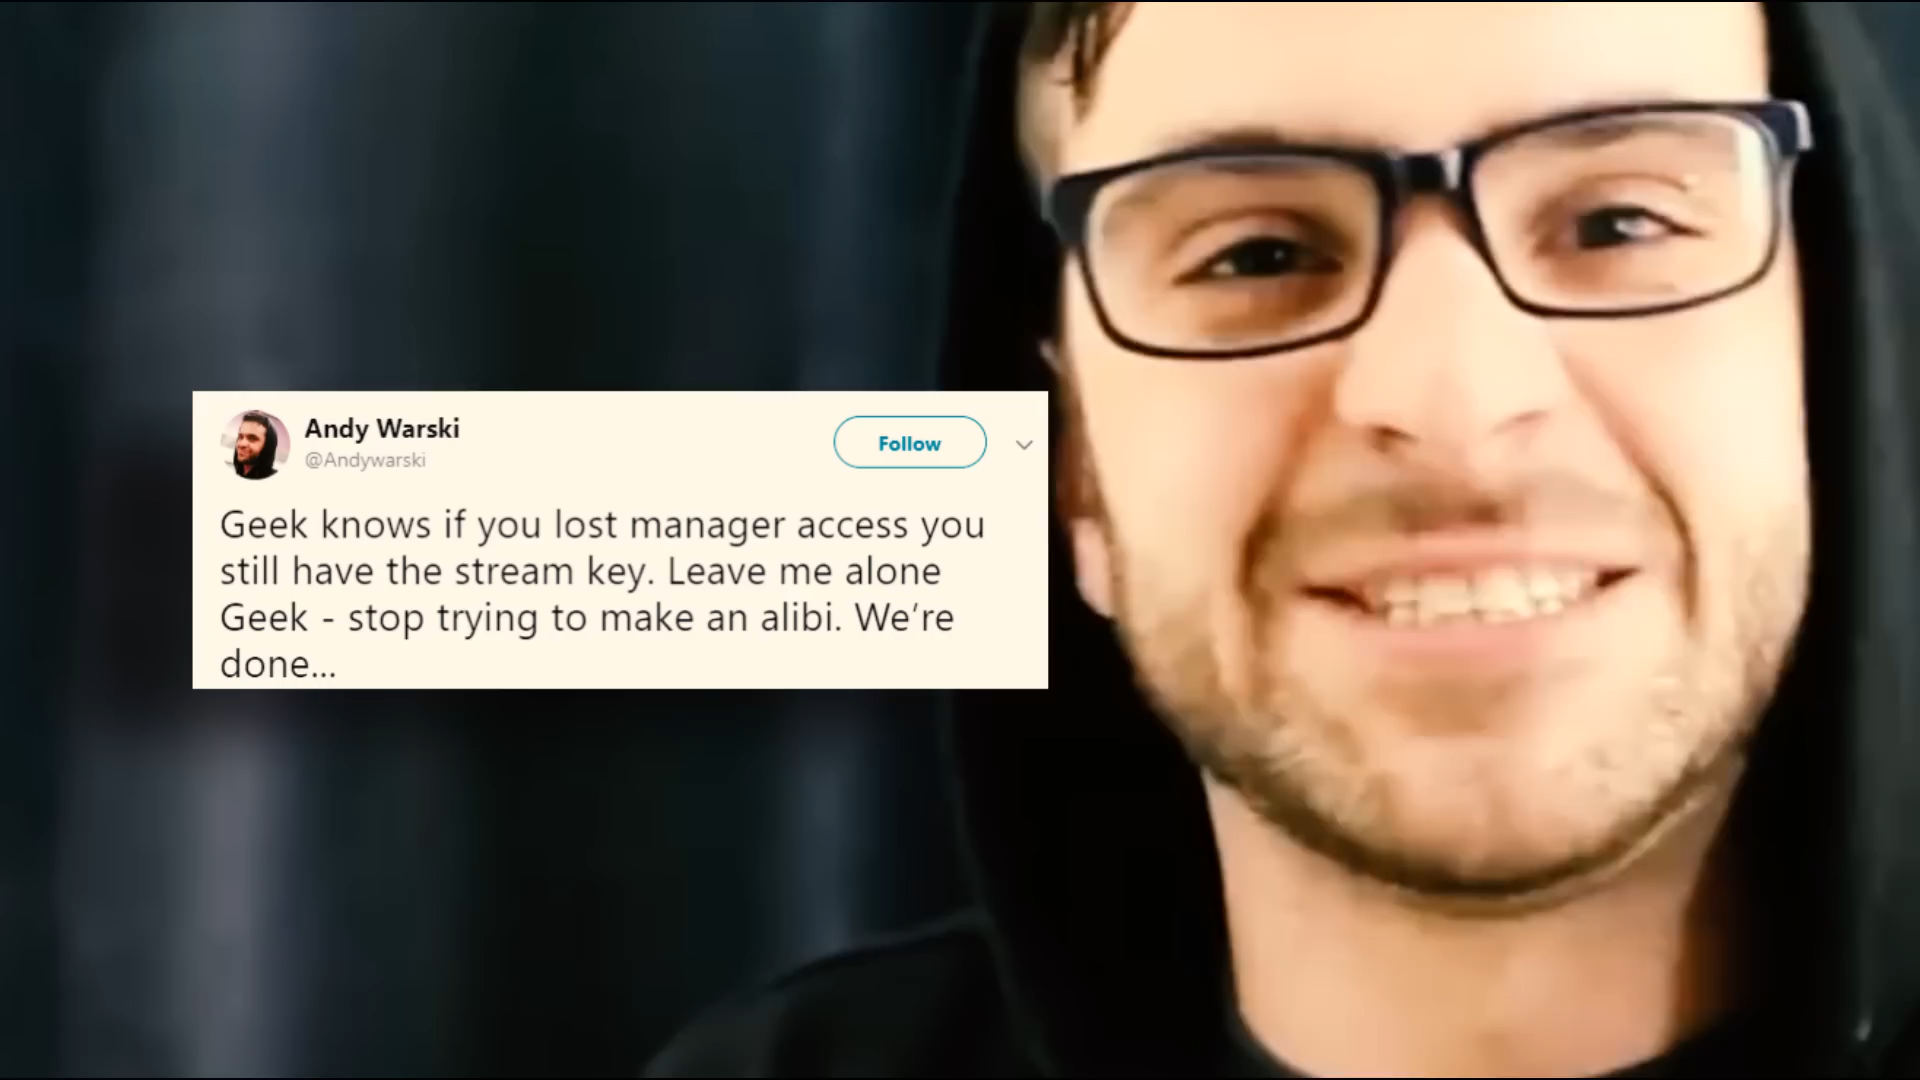 Andy Warski
@Andywarski
Follow
Geek knows if you lost manager access you
still have the stream key. Leave me alone
Geek - stop trying to make an alibi. We’re
done...